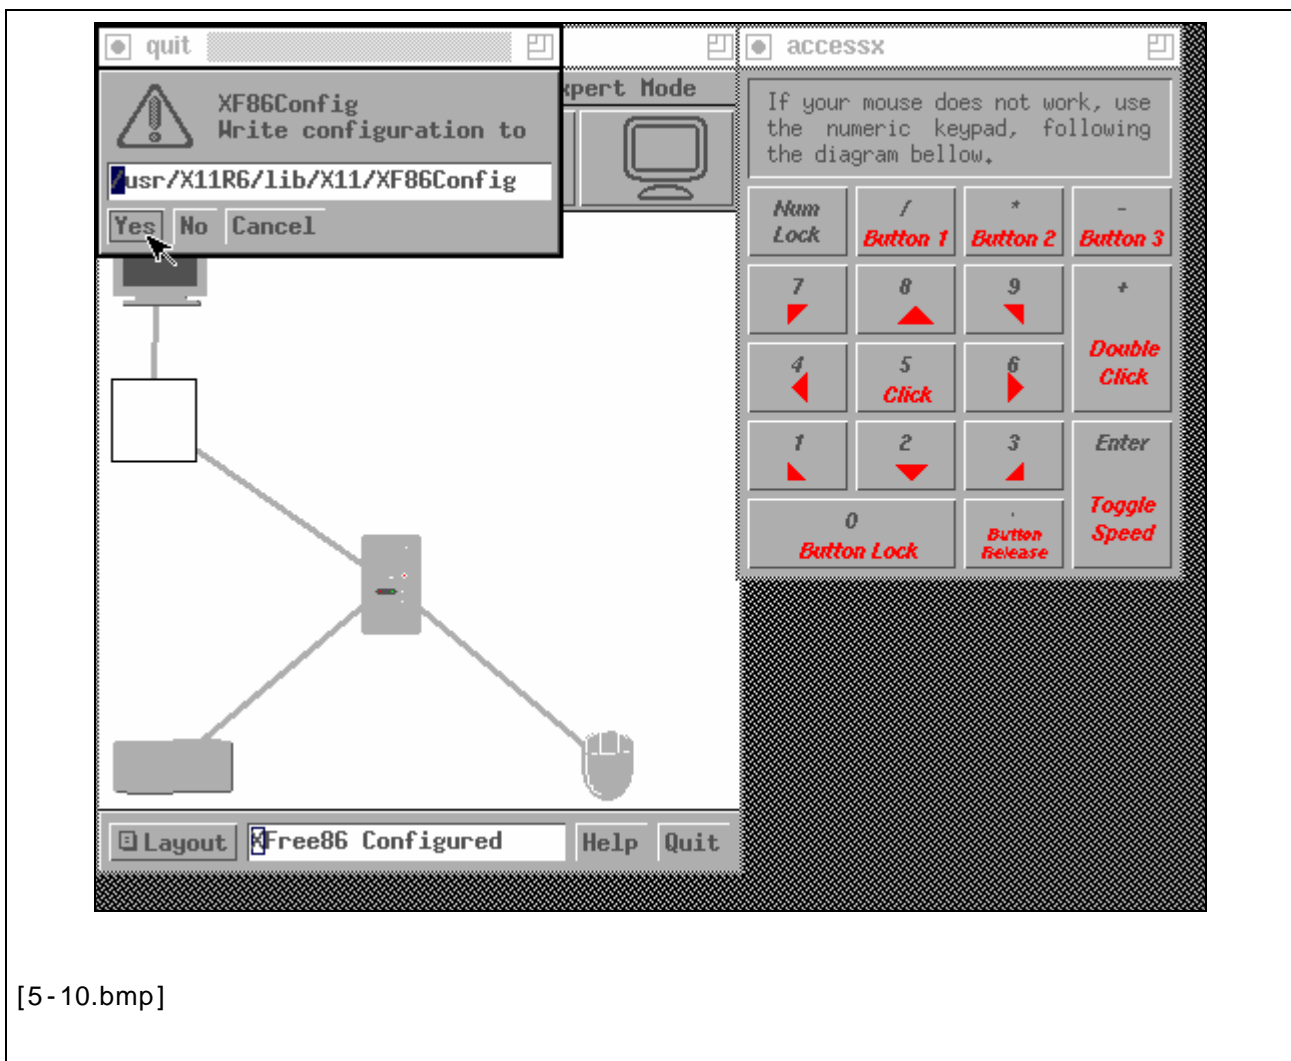 quit
XF86Config
Write configuration to
/usr/X11R6/lib/X11/XF86Config
Yes No Cancel
xpert Mode
accessx
If your mouse does not work, use
the numeric keypad, following
the diagram bellow.
Num Lock
/ Button 1
* Button 2
- Button 3
7
8
9
+ Double Click
4
5 Click
6
1
2
3
Enter Toggle Speed
0 Button Lock
. Button Release
Layout XFree86 Configured Help Quit
[5-10.bmp]